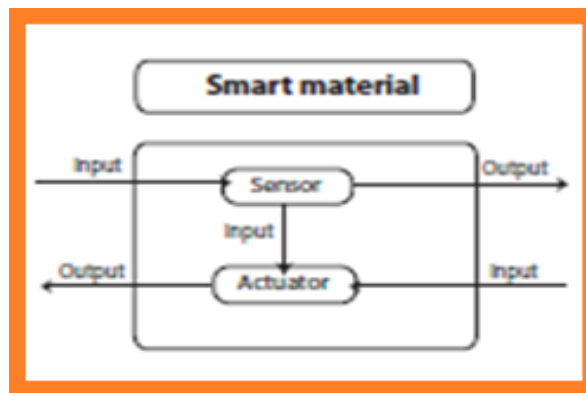 Smart material
Input
Output
Sensor
Input
Output
Input
Actuator